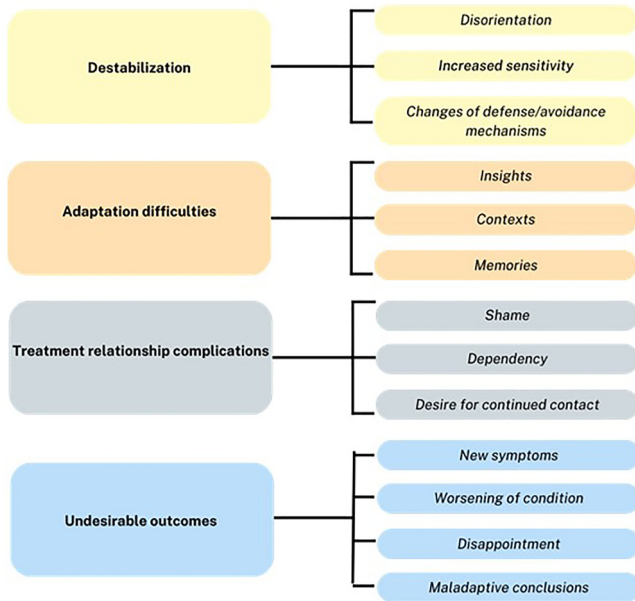 Destabilization
Disorientation
Increased sensitivity
Changes of defense/avoidance
mechanisms
Adaptation difficulties
Insights
Contexts
Memories
Treatment relationship complications
Shame
Dependency
Desire for continued contact
Undesirable outcomes
New symptoms
Worsening of condition
Disappointment
Maladaptive conclusions